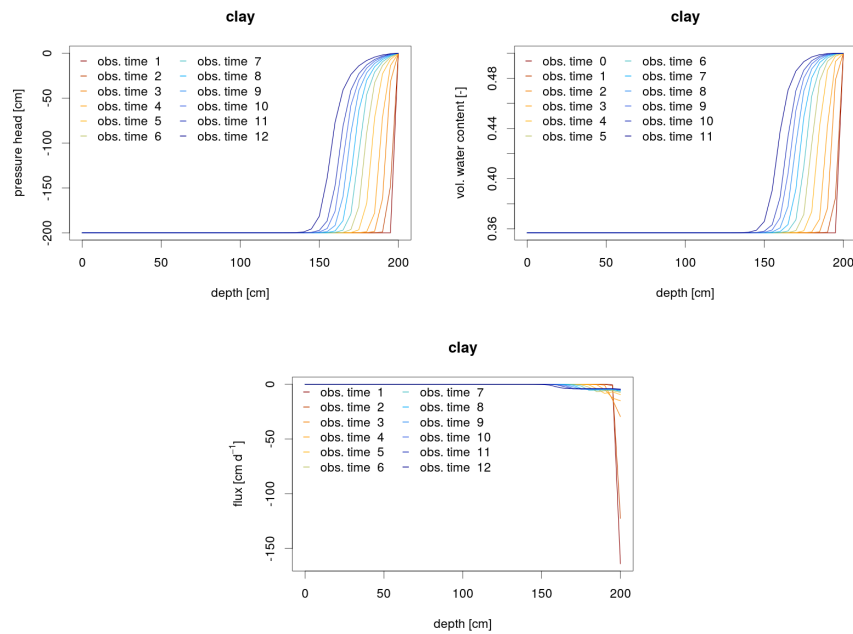 clay
pressure head [cm]
0
-50
-100
-150
-200
obs. time 1
obs. time 2
obs. time 3
obs. time 4
obs. time 5
obs. time 6
obs. time 7
obs. time 8
obs. time 9
obs. time 10
obs. time 11
obs. time 12
0 50 100 150 200
depth [cm]
clay
vol. water content [-]
0.48
0.44
0.40
0.36
obs. time 0
obs. time 1
obs. time 2
obs. time 3
obs. time 4
obs. time 5
obs. time 6
obs. time 7
obs. time 8
obs. time 9
obs. time 10
obs. time 11
0 50 100 150 200
depth [cm]
clay
flux [cm d⁻¹]
0
-50
-100
-150
obs. time 1
obs. time 2
obs. time 3
obs. time 4
obs. time 5
obs. time 6
obs. time 7
obs. time 8
obs. time 9
obs. time 10
obs. time 11
obs. time 12
0 50 100 150 200
depth [cm]